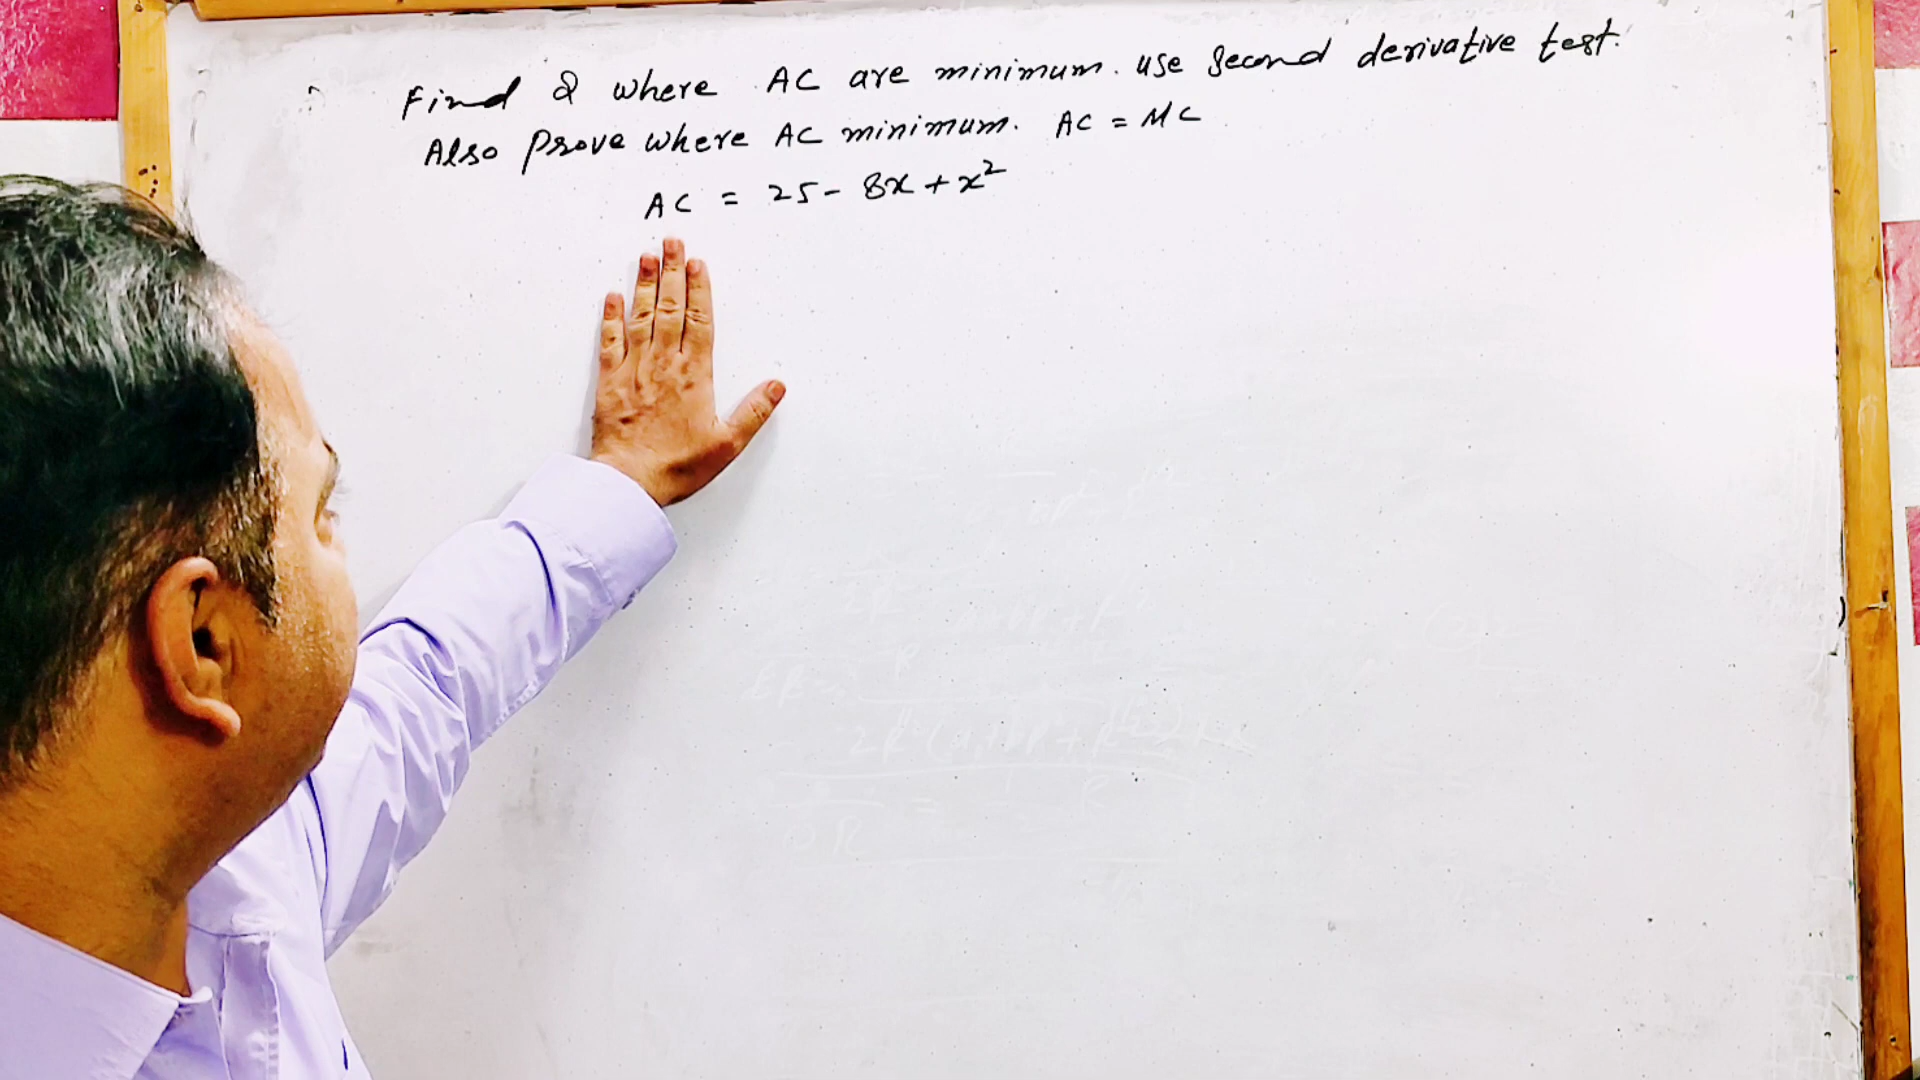 Find Q where AC are minimum. use second derivative test.
Also Prove where AC minimum. AC = MC
AC = 25 - 8x + x²